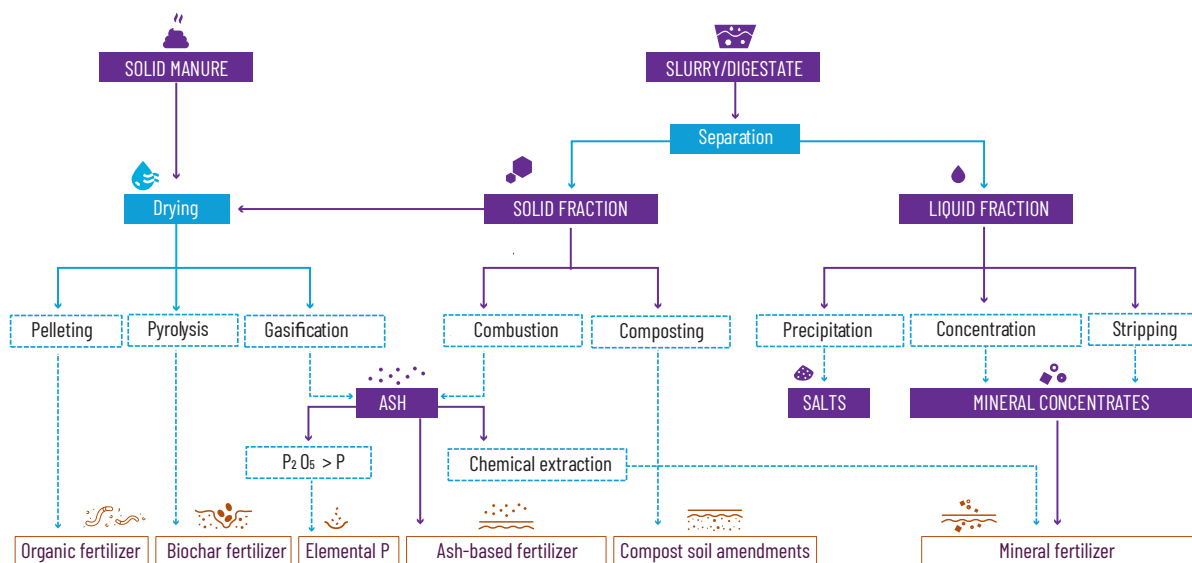 SOLID MANURE
SLURRY/DIGESTATE
Separation
Drying
SOLID FRACTION
LIQUID FRACTION
Pelleting
Pyrolysis
Gasification
Combustion
Composting
Precipitation
Concentration
Stripping
ASH
SALTS
MINERAL CONCENTRATES
P₂O₅ > P
Chemical extraction
Organic fertilizer
Biochar fertilizer
Elemental P
Ash-based fertilizer
Compost soil amendments
Mineral fertilizer